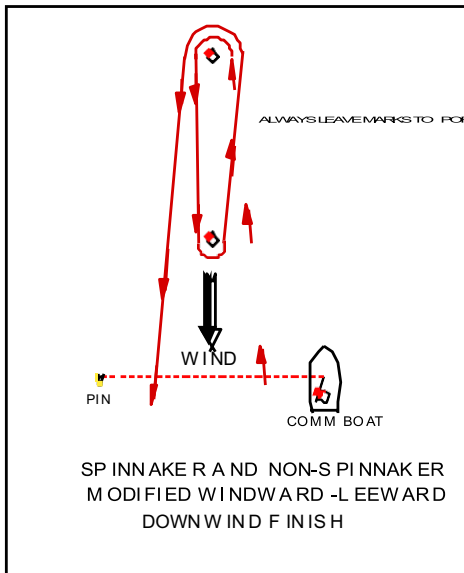 ALWAYS LEAVE MARKS TO
WIND
PIN
COMM BOAT
SPINNAKER AND NON-SPINNAKER
MODIFIED WINDWARD-LEEWARD
DOWNWIND FINISH